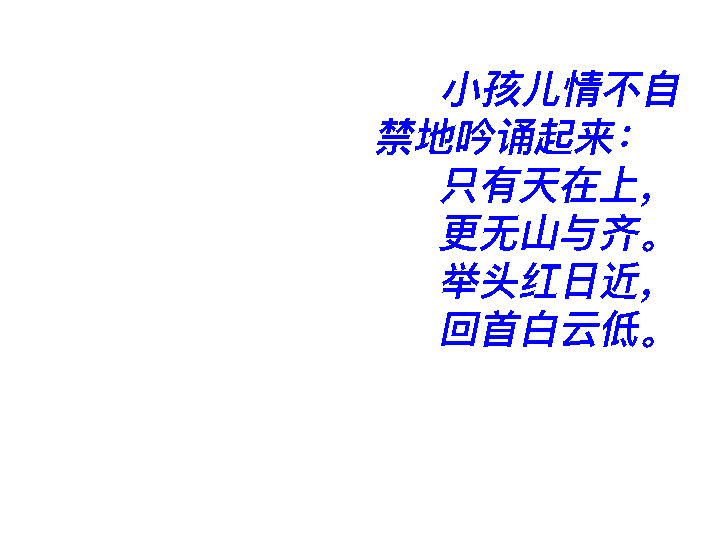 小孩儿情不自
禁地吟诵起来：
只有天在上，
更无山与齐。
举头红日近，
回首白云低。